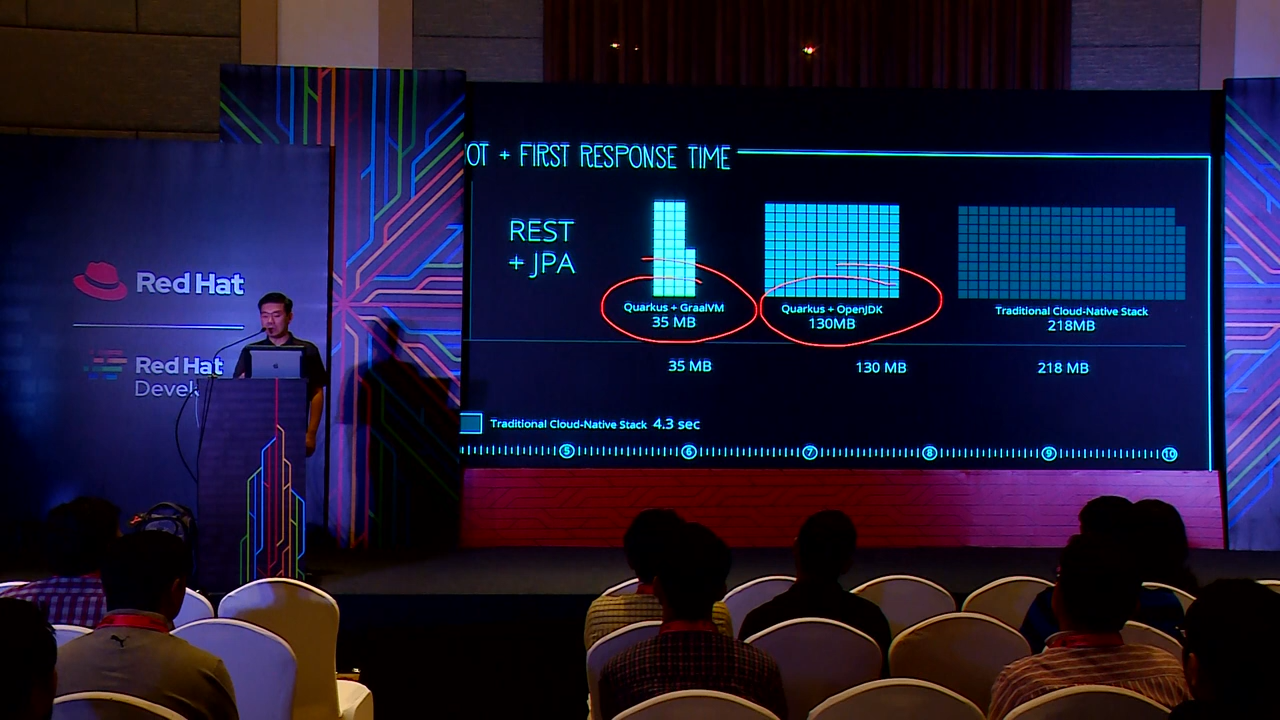 Red Hat
Red Hat
Devel
OT + FIRST RESPONSE TIME
REST
+ JPA
Quarkus + GraalVM
35 MB
Quarkus + OpenJDK
130MB
Traditional Cloud-Native Stack
218MB
35 MB
130 MB
218 MB
Traditional Cloud-Native Stack 4.3 sec
5 6 7 8 9 10